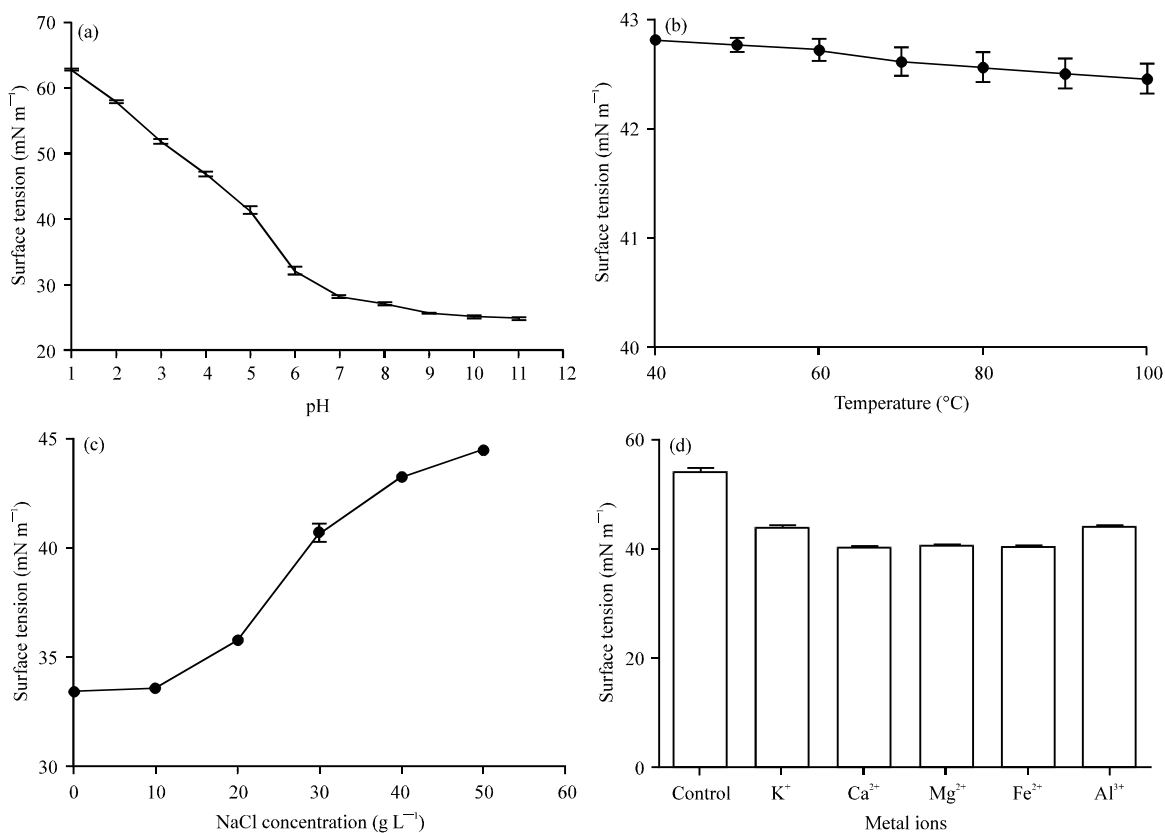 (a)
Surface tension (mN m⁻¹)
70
60
50
40
30
20
1 2 3 4 5 6 7 8 9 10 11 12
pH
(b)
Surface tension (mN m⁻¹)
43
42
41
40
40 60 80 100
Temperature (°C)
(c)
Surface tension (mN m⁻¹)
45
40
35
30
0 10 20 30 40 50 60
NaCl concentration (g L⁻¹)
(d)
Surface tension (mN m⁻¹)
60
40
20
0
Control K⁺ Ca²⁺ Mg²⁺ Fe²⁺ Al³⁺
Metal ions